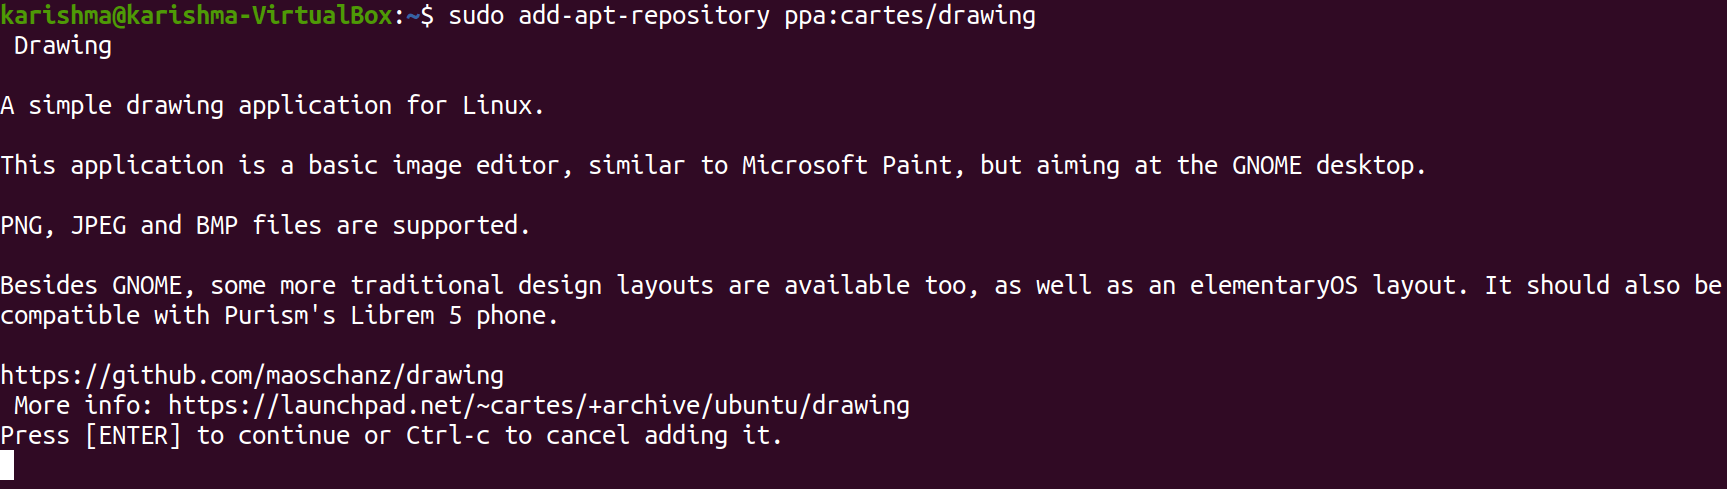 karishma@karishma-VirtualBox:~$ sudo add-apt-repository ppa:cartes/drawing
Drawing
A simple drawing application for Linux.
This application is a basic image editor, similar to Microsoft Paint, but aiming at the GNOME desktop.
PNG, JPEG and BMP files are supported.
Besides GNOME, some more traditional design layouts are available too, as well as an elementaryOS layout. It should also be
compatible with Purism's Librem 5 phone.
https://github.com/maoschanz/drawing
More info: https://launchpad.net/~cartes/+archive/ubuntu/drawing
Press [ENTER] to continue or Ctrl-c to cancel adding it.